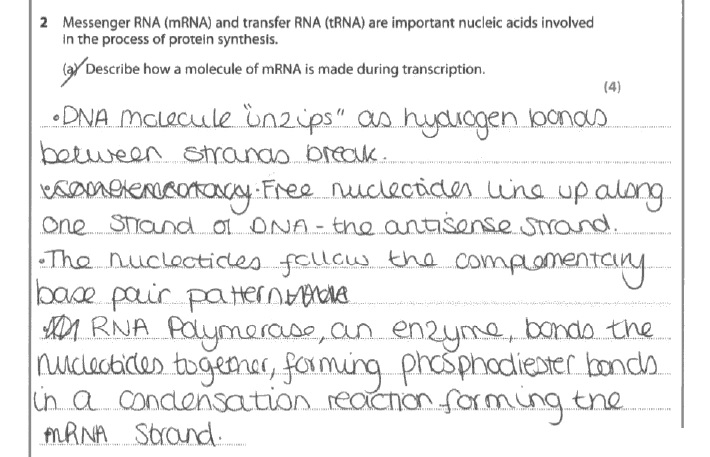 2 Messenger RNA (mRNA) and transfer RNA (tRNA) are important nucleic acids involved
in the process of protein synthesis.
(a) Describe how a molecule of mRNA is made during transcription.
(4)
•DNA molecule "unzips" as hydrogen bonds
between strands break.
•Free nucleotides line up along
one strand of DNA - the antisense strand.
•The nucleotides follow the complementary
base pair pattern
RNA Polymerase, an enzyme, bonds the
nucleotides together, forming phosphodiester bonds
in a condensation reaction forming the
mRNA strand.